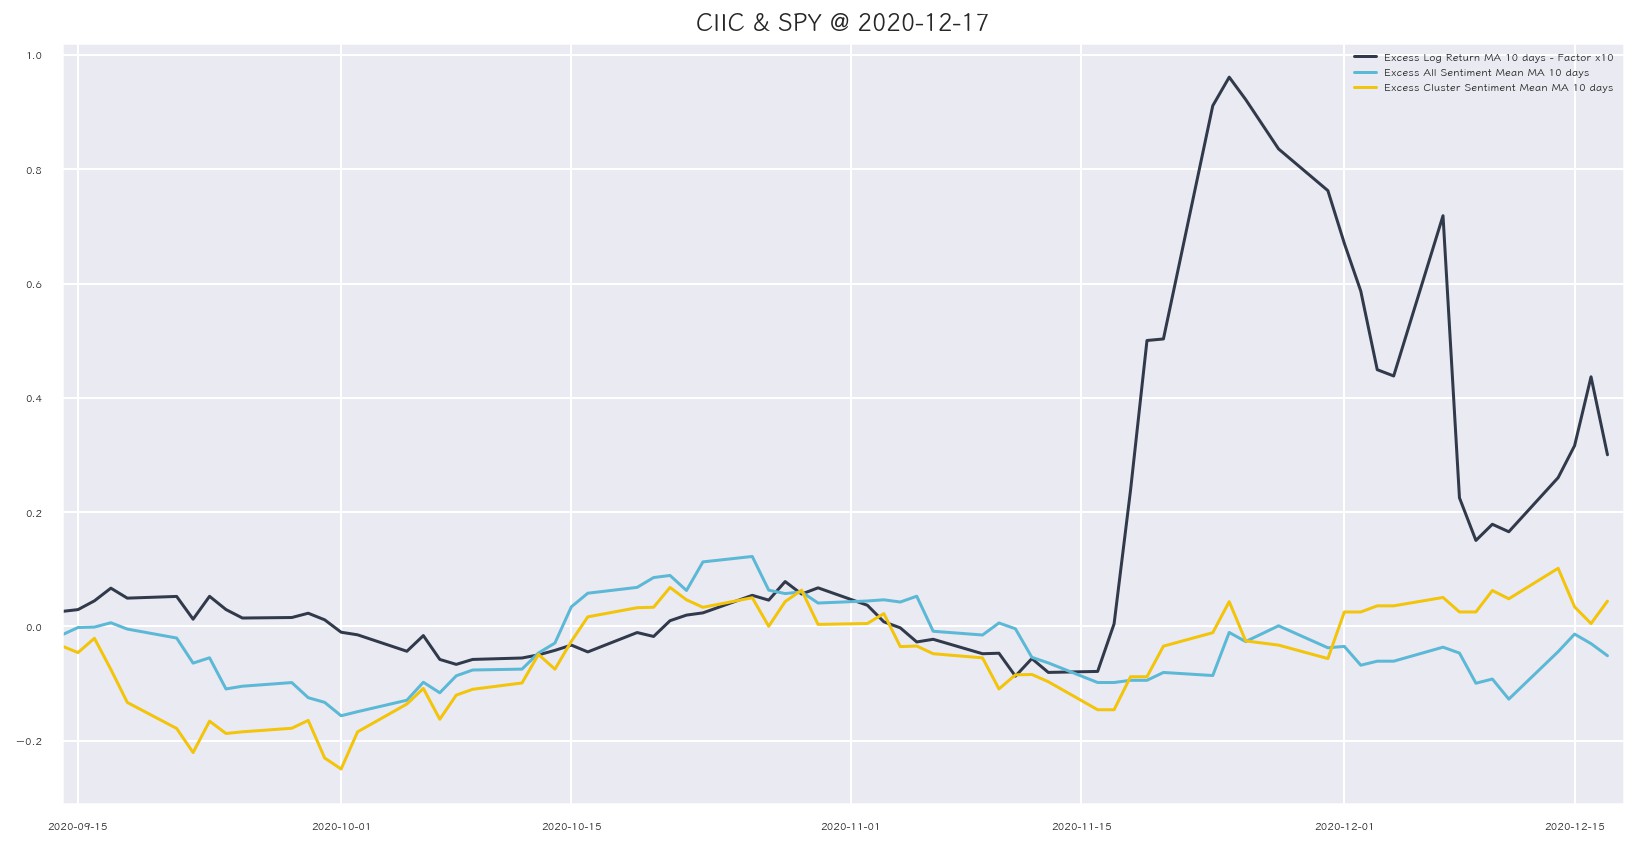 CIIC & SPY @ 2020-12-17
1.0
0.8
0.6
0.4
0.2
0.0
−0.2
Excess Log Return MA 10 days - Factor x10
Excess All Sentiment Mean MA 10 days
Excess Cluster Sentiment Mean MA 10 days
2020-09-15 2020-10-01 2020-10-15 2020-11-01 2020-11-15 2020-12-01 2020-12-15